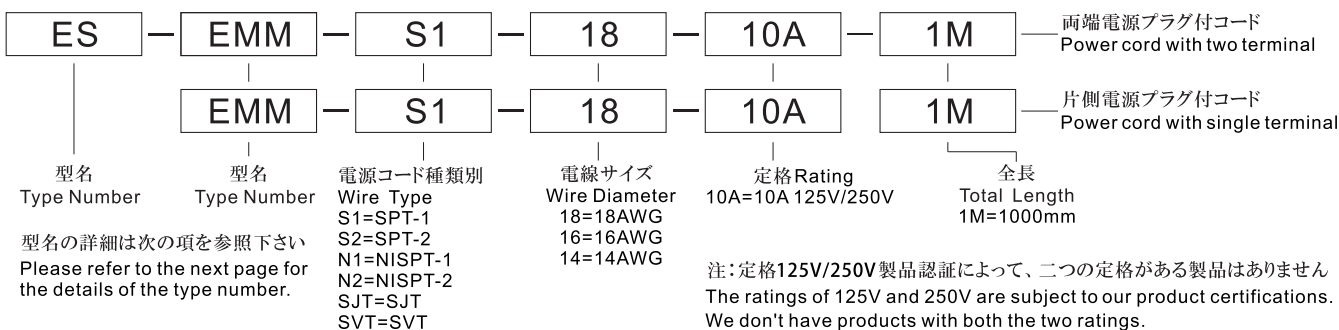 ES — EMM — S1 — 18 — 10A — 1M
両端電源プラグ付コード
Power cord with two terminal
EMM — S1 — 18 — 10A — 1M
片側電源プラグ付コード
Power cord with single terminal
型名
Type Number
型名
Type Number
電源コード種類別
Wire Type
S1=SPT-1
S2=SPT-2
N1=NISPT-1
N2=NISPT-2
SJT=SJT
SVT=SVT
電線サイズ
Wire Diameter
18=18AWG
16=16AWG
14=14AWG
定格Rating
10A=10A 125V/250V
全長
Total Length
1M=1000mm
型名の詳細は次の項を参照下さい
Please refer to the next page for
the details of the type number.
注:定格125V/250V製品認証によって、二つの定格がある製品はありません
The ratings of 125V and 250V are subject to our product certifications.
We don't have products with both the two ratings.